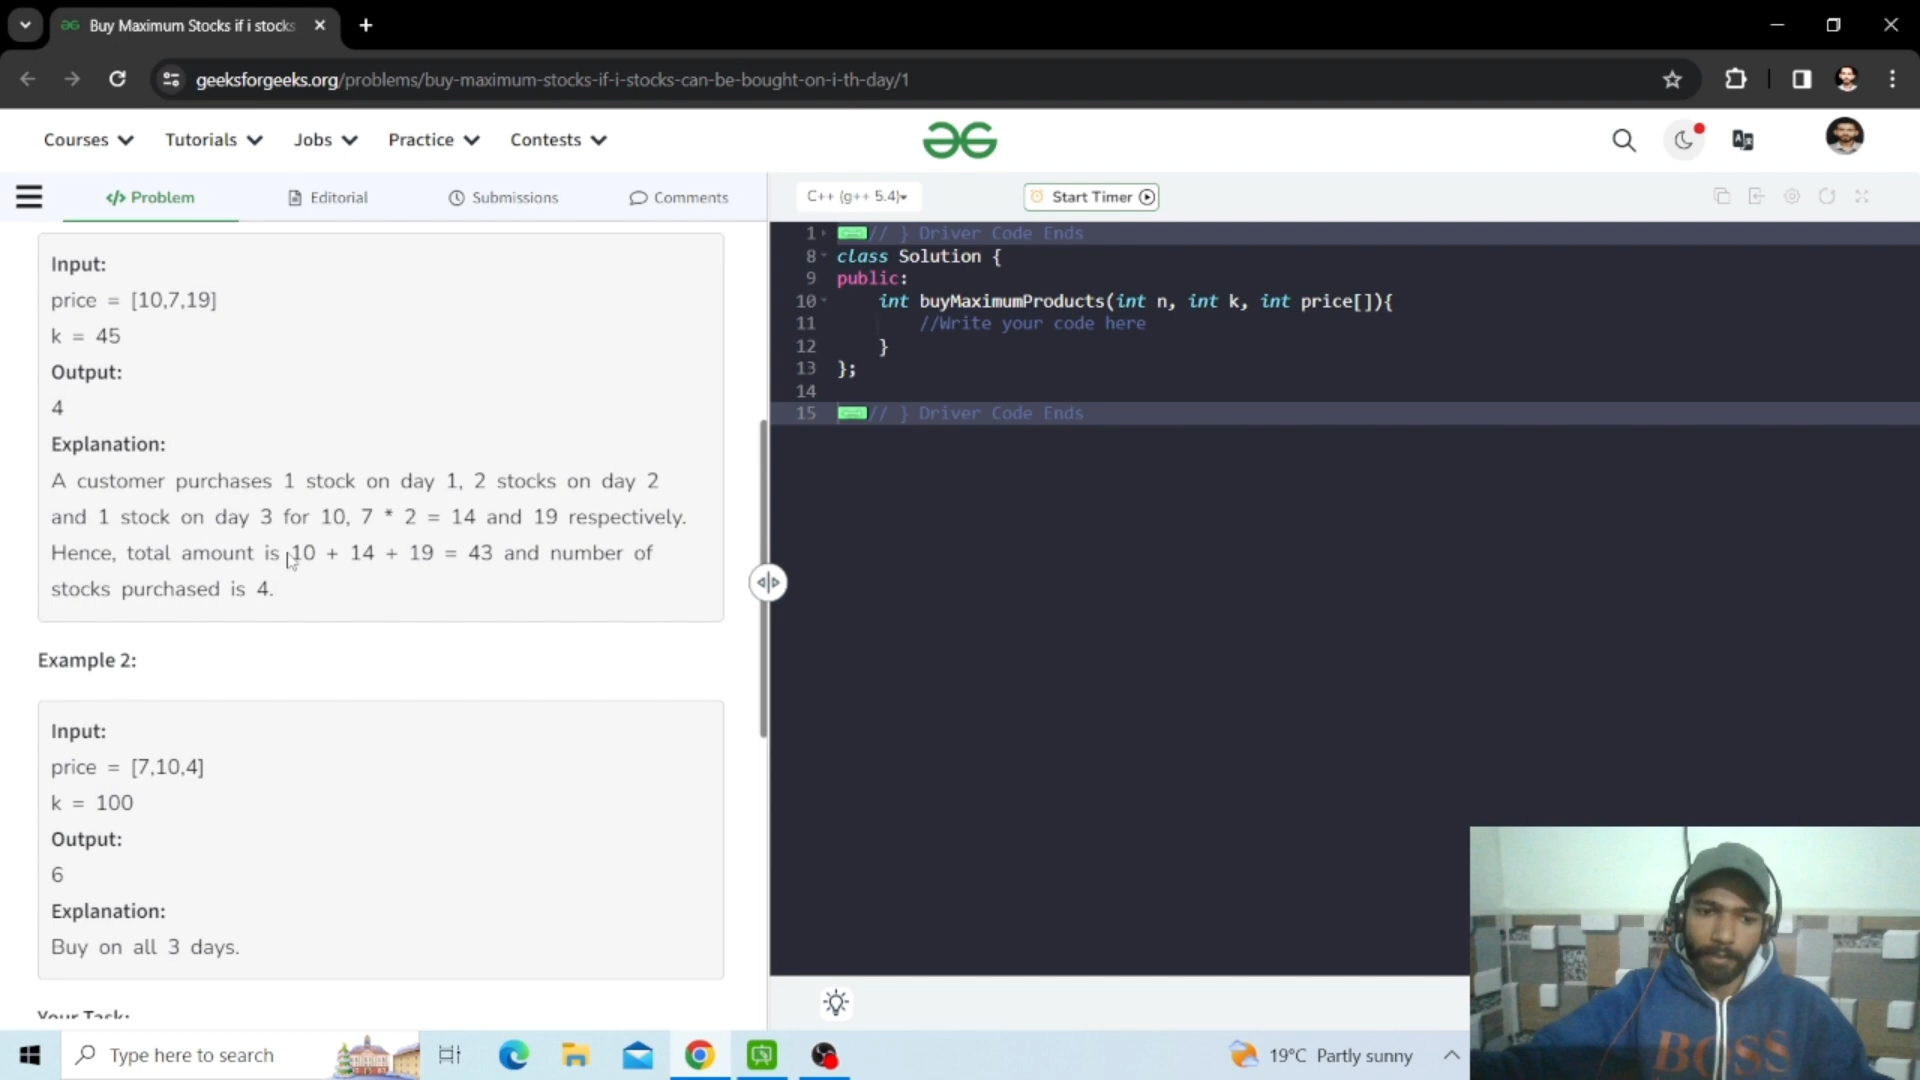 Buy Maximum Stocks if i stocks
geeksforgeeks.org/problems/buy-maximum-stocks-if-i-stocks-can-be-bought-on-i-th-day/1
Courses Tutorials Jobs Practice Contests
</> Problem Editorial Submissions Comments
C++ (g++ 5.4) Start Timer
Input:
price = [10,7,19]
k = 45
Output:
4
Explanation:
A customer purchases 1 stock on day 1, 2 stocks on day 2
and 1 stock on day 3 for 10, 7 * 2 = 14 and 19 respectively.
Hence, total amount is 10 + 14 + 19 = 43 and number of
stocks purchased is 4.
Example 2:
Input:
price = [7,10,4]
k = 100
Output:
6
Explanation:
Buy on all 3 days.
Your Task:
1 // } Driver Code Ends
8 class Solution {
9 public:
10 int buyMaximumProducts(int n, int k, int price[]){
11 //Write your code here
12 }
13 };
14
15 // } Driver Code Ends
BOSS
Type here to search
19°C Partly sunny